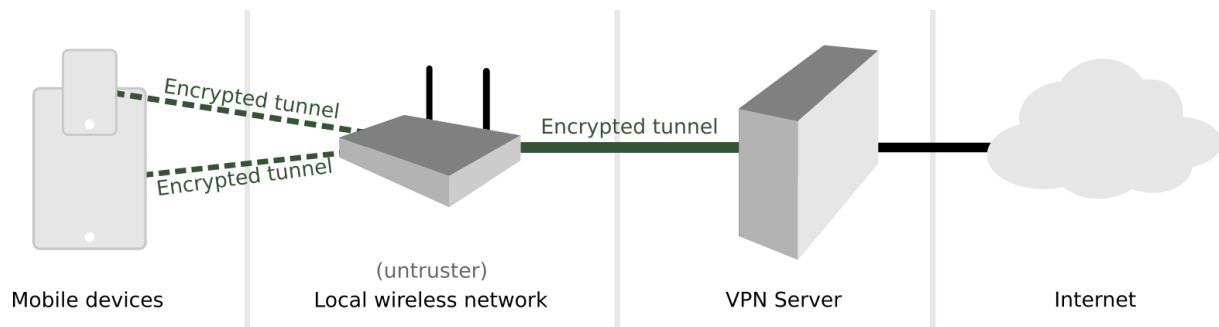 Encrypted tunnel
Encrypted tunnel
Encrypted tunnel
(untruster)
Mobile devices
Local wireless network
VPN Server
Internet